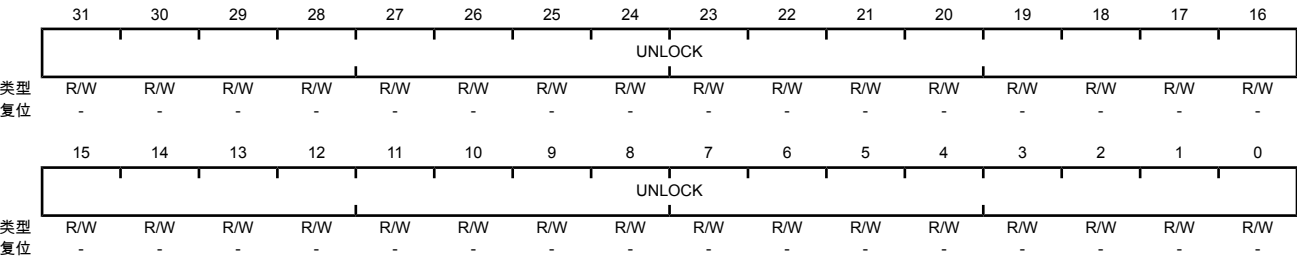 31 30 29 28 27 26 25 24 23 22 21 20 19 18 17 16
UNLOCK
类型 R/W R/W R/W R/W R/W R/W R/W R/W R/W R/W R/W R/W R/W R/W R/W R/W
复位 - - - - - - - - - - - - - - - -
15 14 13 12 11 10 9 8 7 6 5 4 3 2 1 0
UNLOCK
类型 R/W R/W R/W R/W R/W R/W R/W R/W R/W R/W R/W R/W R/W R/W R/W R/W
复位 - - - - - - - - - - - - - - - -